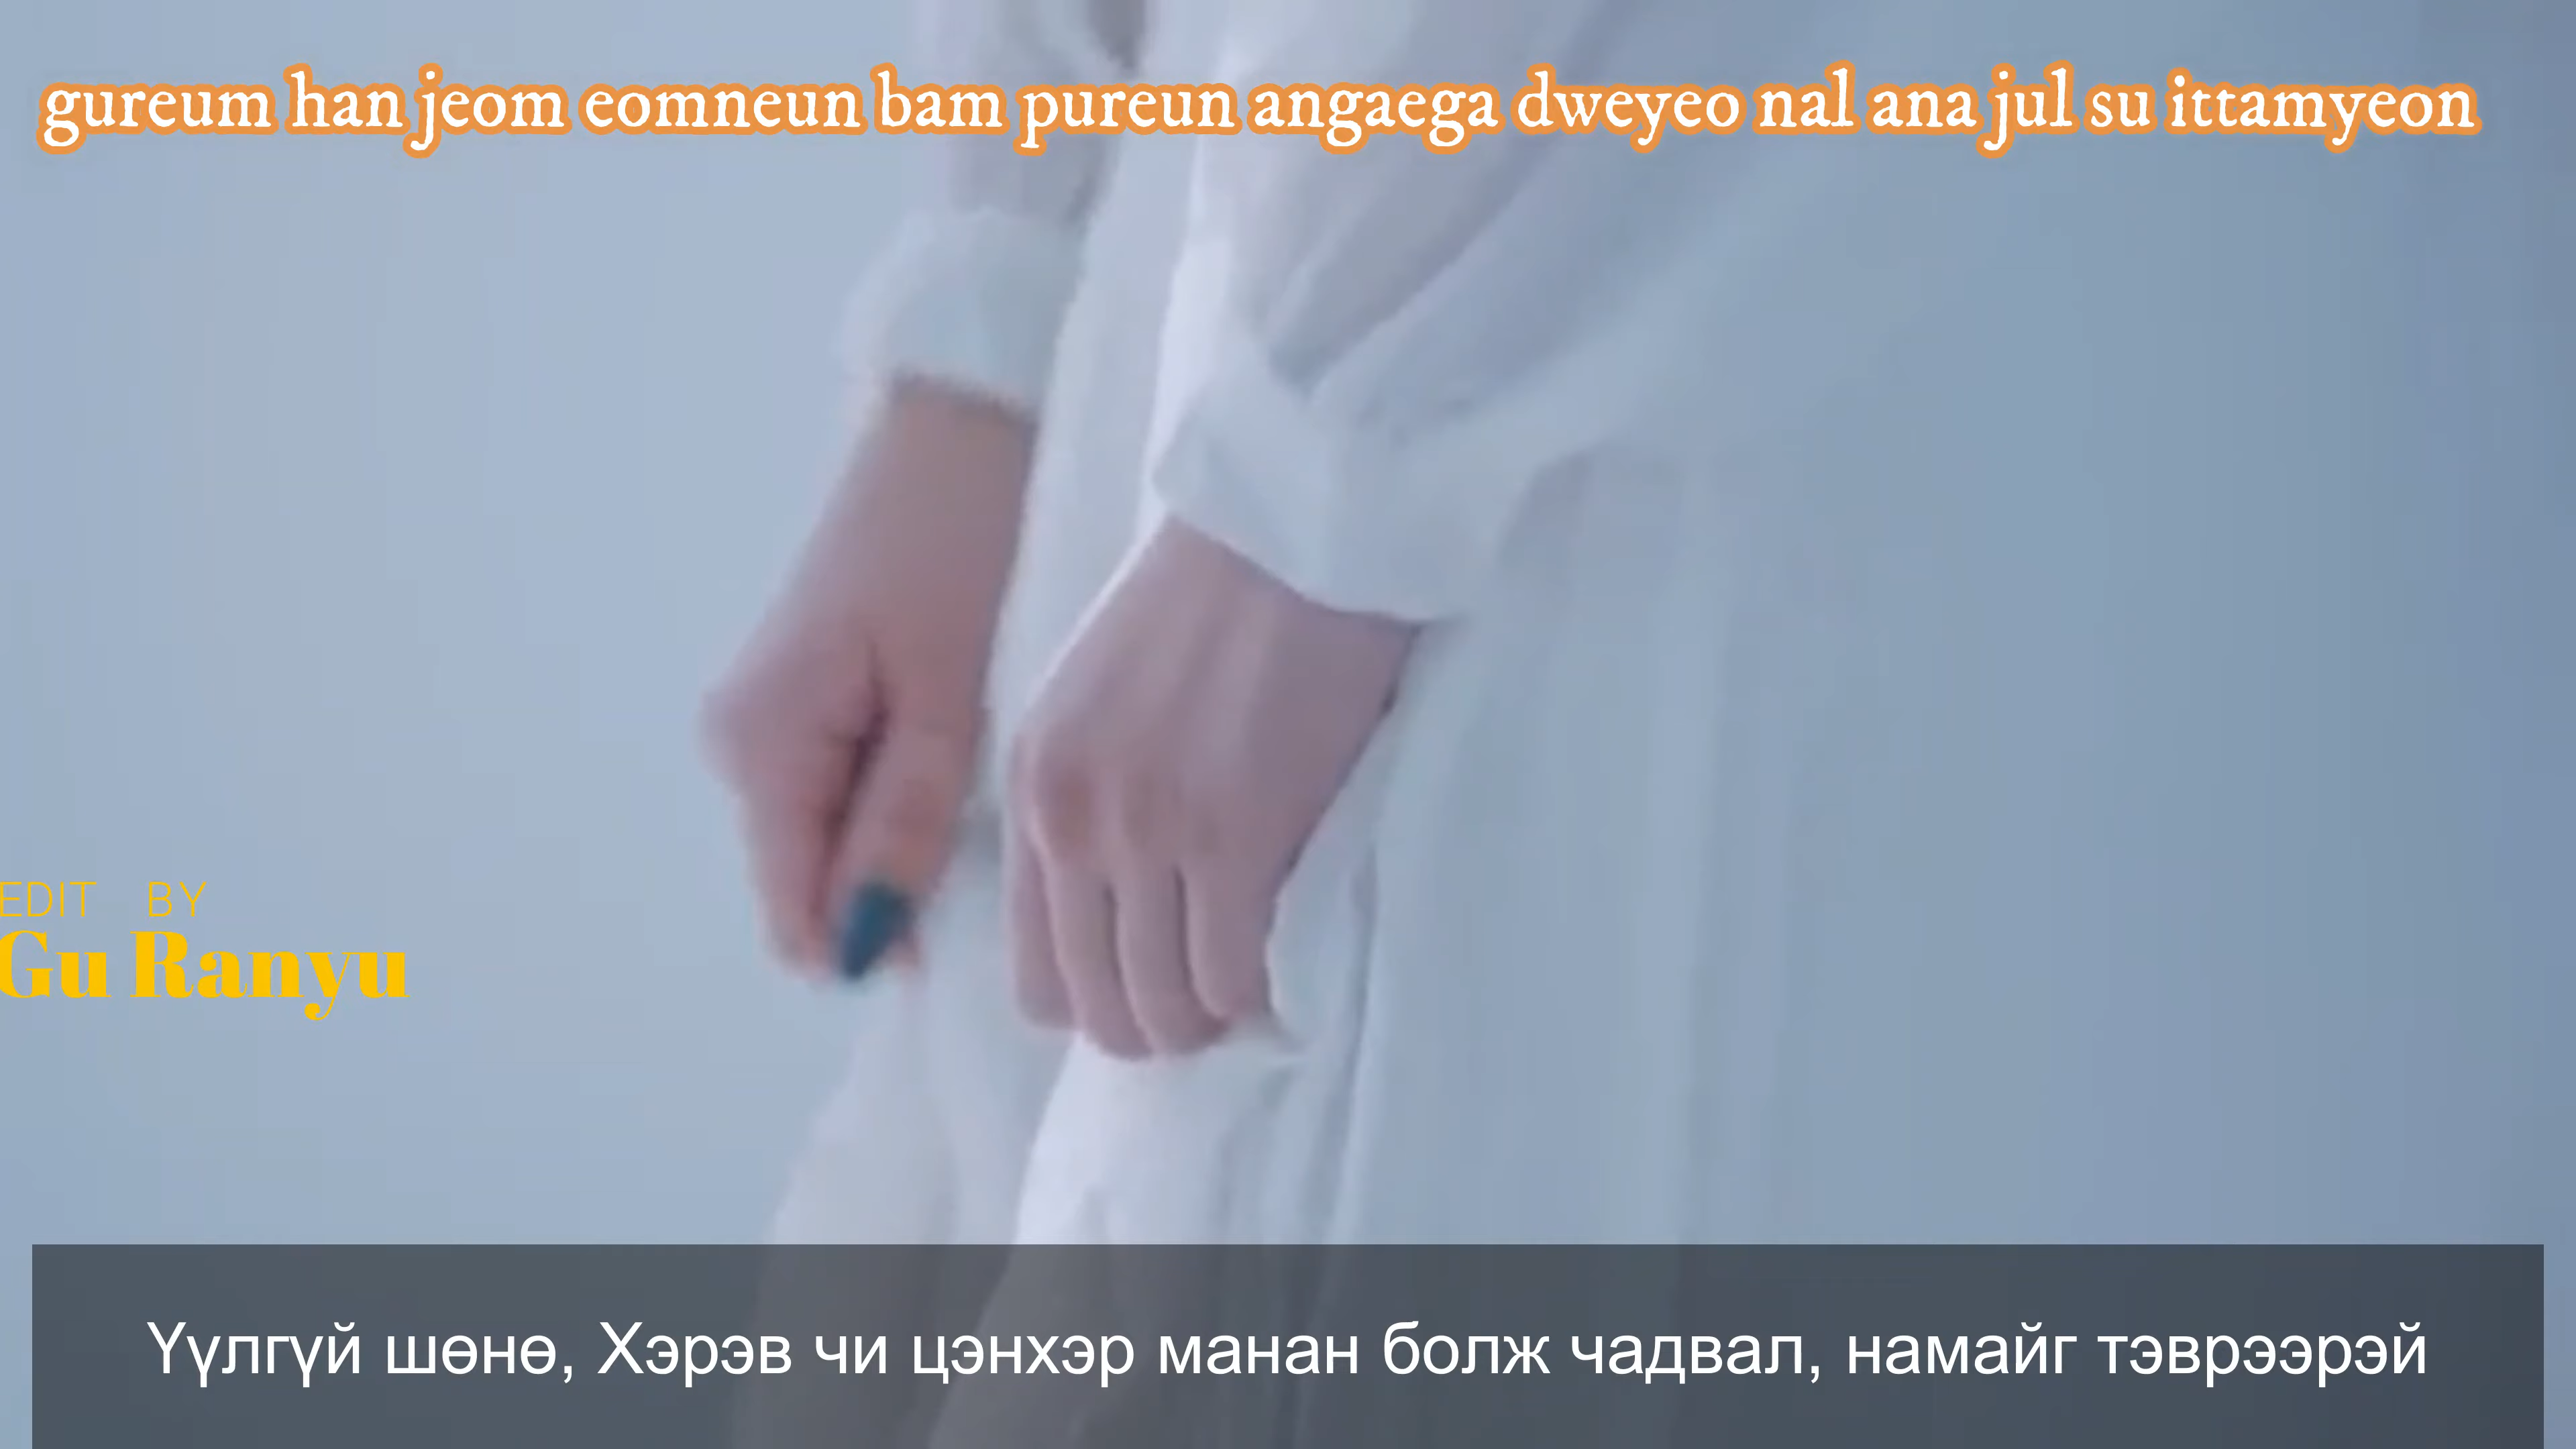 gureum han jeom eomneun bam pureun angaega dweyeo nal ana jul su ittamyeon
EDIT BY
Gu Ranyu
Үүлгүй шөнө, Хэрэв чи цэнхэр манан болж чадвал, намайг тэврээрэй